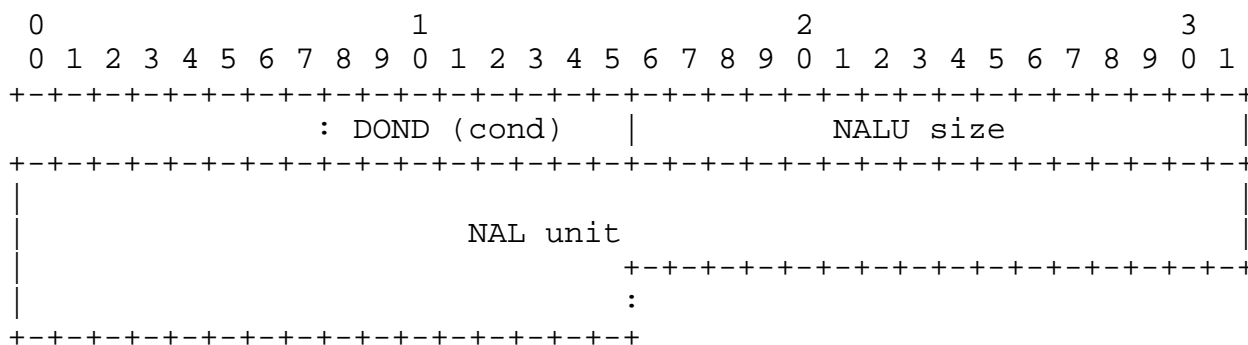 0                   1                   2                   3
 0 1 2 3 4 5 6 7 8 9 0 1 2 3 4 5 6 7 8 9 0 1 2 3 4 5 6 7 8 9 0 1
+-+-+-+-+-+-+-+-+-+-+-+-+-+-+-+-+-+-+-+-+-+-+-+-+-+-+-+-+-+-+-+-+
                : DOND (cond)   |          NALU size            |
+-+-+-+-+-+-+-+-+-+-+-+-+-+-+-+-+-+-+-+-+-+-+-+-+-+-+-+-+-+-+-+-+
|                                                               |
|                       NAL unit                                |
|                               +-+-+-+-+-+-+-+-+-+-+-+-+-+-+-+-+
|                               :
+-+-+-+-+-+-+-+-+-+-+-+-+-+-+-+-+